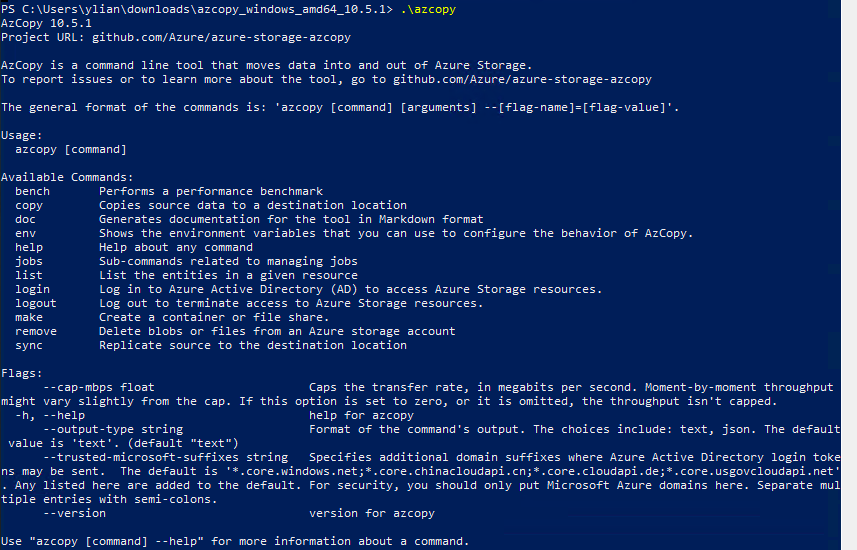 PS C:\Users\ylian\downloads\azcopy_windows_amd64_10.5.1> .\azcopy
AzCopy 10.5.1
Project URL: github.com/Azure/azure-storage-azcopy

AzCopy is a command line tool that moves data into and out of Azure Storage.
To report issues or to learn more about the tool, go to github.com/Azure/azure-storage-azcopy

The general format of the commands is: 'azcopy [command] [arguments] --[flag-name]=[flag-value]'.

Usage:
  azcopy [command]

Available Commands:
  bench       Performs a performance benchmark
  copy        Copies source data to a destination location
  doc         Generates documentation for the tool in Markdown format
  env         Shows the environment variables that you can use to configure the behavior of AzCopy.
  help        Help about any command
  jobs        Sub-commands related to managing jobs
  list        List the entities in a given resource
  login       Log in to Azure Active Directory (AD) to access Azure Storage resources.
  logout      Log out to terminate access to Azure Storage resources.
  make        Create a container or file share.
  remove      Delete blobs or files from an Azure storage account
  sync        Replicate source to the destination location

Flags:
      --cap-mbps float                      Caps the transfer rate, in megabits per second. Moment-by-moment throughput
might vary slightly from the cap. If this option is set to zero, or it is omitted, the throughput isn't capped.
  -h, --help                                help for azcopy
      --output-type string                  Format of the command's output. The choices include: text, json. The default
 value is 'text'. (default "text")
      --trusted-microsoft-suffixes string   Specifies additional domain suffixes where Azure Active Directory login toke
ns may be sent.  The default is '*.core.windows.net;*.core.chinacloudapi.cn;*.core.cloudapi.de;*.core.usgovcloudapi.net'
. Any listed here are added to the default. For security, you should only put Microsoft Azure domains here. Separate mul
tiple entries with semi-colons.
      --version                             version for azcopy

Use "azcopy [command] --help" for more information about a command.